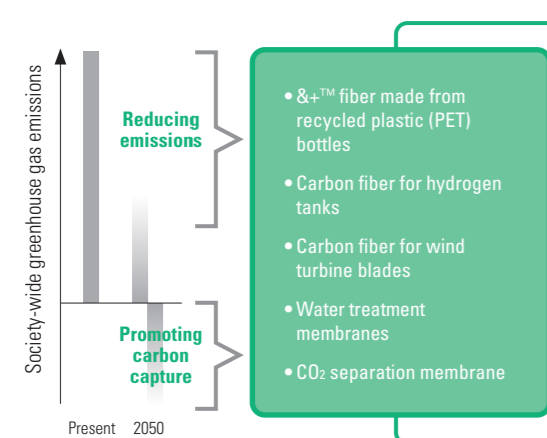 Society-wide greenhouse gas emissions
Reducing
emissions
Promoting
carbon
capture
Present
2050
• &+™ fiber made from
recycled plastic (PET)
bottles
• Carbon fiber for hydrogen
tanks
• Carbon fiber for wind
turbine blades
• Water treatment
membranes
• CO₂ separation membrane